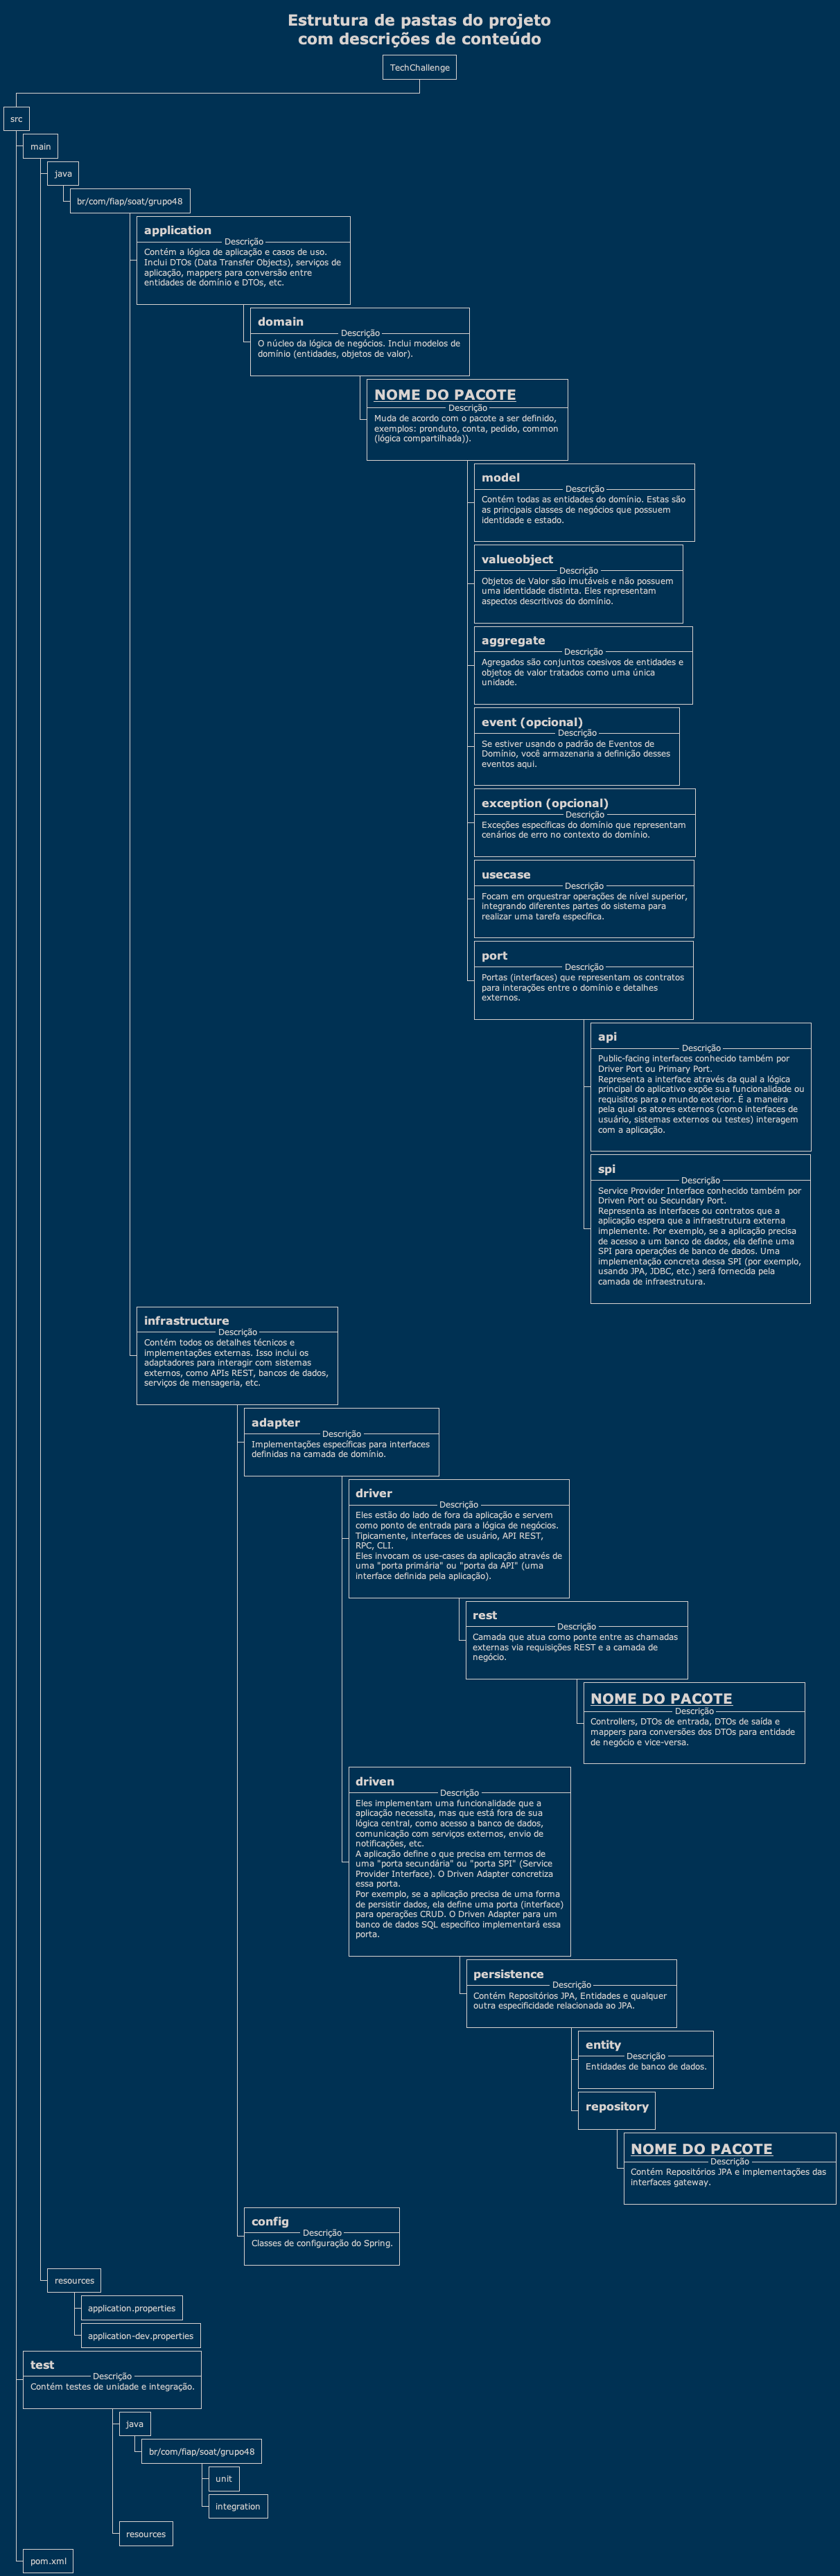 Estrutura de pastas do projeto
com descrições de conteúdo
TechChallenge
src
main
java
br/com/fiap/soat/grupo48
application
Descrição
Contém a lógica de aplicação e casos de uso.
Inclui DTOs (Data Transfer Objects), serviços de
aplicação, mappers para conversão entre
entidades de domínio e DTOs, etc.
domain
Descrição
O núcleo da lógica de negócios. Inclui modelos de
domínio (entidades, objetos de valor).
NOME DO PACOTE
Descrição
Muda de acordo com o pacote a ser definido,
exemplos: pronduto, conta, pedido, common
(lógica compartilhada)).
model
Descrição
Contém todas as entidades do domínio. Estas são
as principais classes de negócios que possuem
identidade e estado.
valueobject
Descrição
Objetos de Valor são imutáveis e não possuem
uma identidade distinta. Eles representam
aspectos descritivos do domínio.
aggregate
Descrição
Agregados são conjuntos coesivos de entidades e
objetos de valor tratados como uma única
unidade.
event (opcional)
Descrição
Se estiver usando o padrão de Eventos de
Domínio, você armazenaria a definição desses
eventos aqui.
exception (opcional)
Descrição
Exceções específicas do domínio que representam
cenários de erro no contexto do domínio.
usecase
Descrição
Focam em orquestrar operações de nível superior,
integrando diferentes partes do sistema para
realizar uma tarefa específica.
port
Descrição
Portas (interfaces) que representam os contratos
para interações entre o domínio e detalhes
externos.
api
Descrição
Public-facing interfaces conhecido também por
Driver Port ou Primary Port.
Representa a interface através da qual a lógica
principal do aplicativo expõe sua funcionalidade ou
requisitos para o mundo exterior. É a maneira
pela qual os atores externos (como interfaces de
usuário, sistemas externos ou testes) interagem
com a aplicação.
spi
Descrição
Service Provider Interface conhecido também por
Driven Port ou Secundary Port.
Representa as interfaces ou contratos que a
aplicação espera que a infraestrutura externa
implemente. Por exemplo, se a aplicação precisa
de acesso a um banco de dados, ela define uma
SPI para operações de banco de dados. Uma
implementação concreta dessa SPI (por exemplo,
usando JPA, JDBC, etc.) será fornecida pela
camada de infraestrutura.
infrastructure
Descrição
Contém todos os detalhes técnicos e
implementações externas. Isso inclui os
adaptadores para interagir com sistemas
externos, como APIs REST, bancos de dados,
serviços de mensageria, etc.
adapter
Descrição
Implementações específicas para interfaces
definidas na camada de domínio.
driver
Descrição
Eles estão do lado de fora da aplicação e servem
como ponto de entrada para a lógica de negócios.
Tipicamente, interfaces de usuário, API REST,
RPC, CLI.
Eles invocam os use-cases da aplicação através de
uma "porta primária" ou "porta da API" (uma
interface definida pela aplicação).
rest
Descrição
Camada que atua como ponte entre as chamadas
externas via requisições REST e a camada de
negócio.
NOME DO PACOTE
Descrição
Controllers, DTOs de entrada, DTOs de saída e
mappers para conversões dos DTOs para entidade
de negócio e vice-versa.
driven
Descrição
Eles implementam uma funcionalidade que a
aplicação necessita, mas que está fora de sua
lógica central, como acesso a banco de dados,
comunicação com serviços externos, envio de
notificações, etc.
A aplicação define o que precisa em termos de
uma "porta secundária" ou "porta SPI" (Service
Provider Interface). O Driven Adapter concretiza
essa porta.
Por exemplo, se a aplicação precisa de uma forma
de persistir dados, ela define uma porta (interface)
para operações CRUD. O Driven Adapter para um
banco de dados SQL específico implementará essa
porta.
persistence
Descrição
Contém Repositórios JPA, Entidades e qualquer
outra especificidade relacionada ao JPA.
entity
Descrição
Entidades de banco de dados.
repository
NOME DO PACOTE
Descrição
Contém Repositórios JPA e implementações das
interfaces gateway.
config
Descrição
Classes de configuração do Spring.
resources
application.properties
application-dev.properties
test
Descrição
Contém testes de unidade e integração.
java
br/com/fiap/soat/grupo48
unit
integration
resources
pom.xml